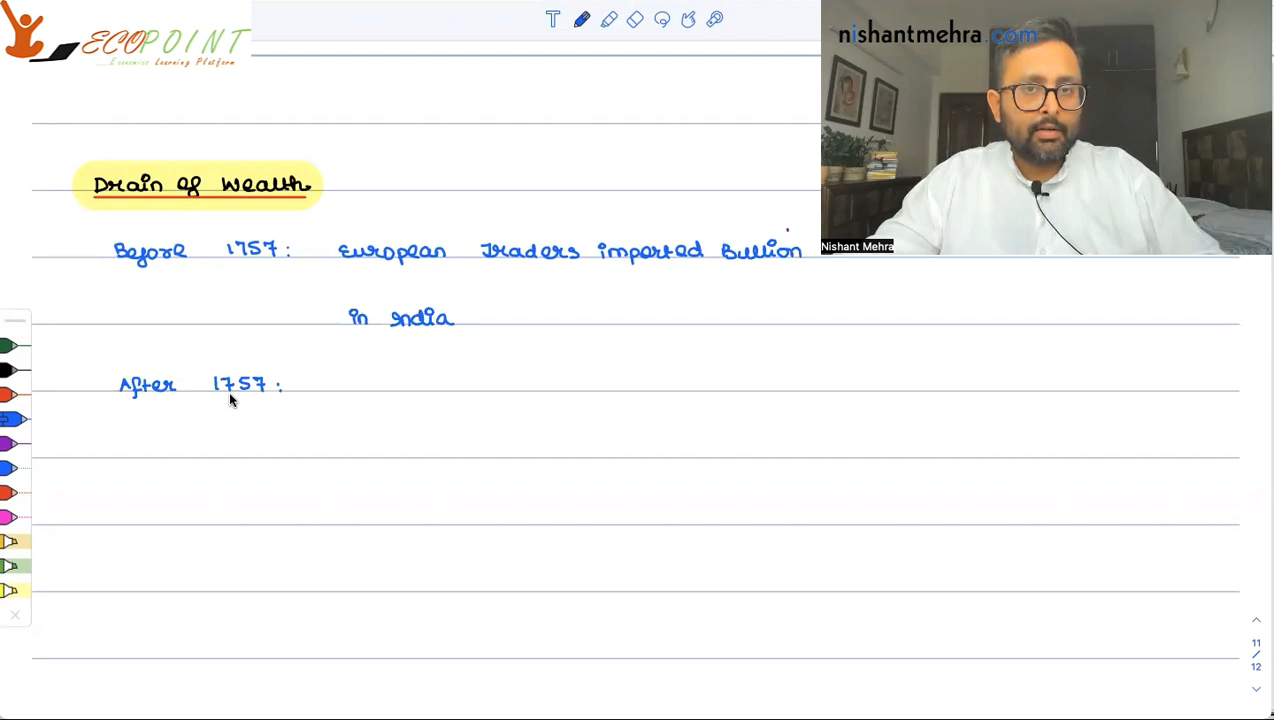 ECOPOINT
Economics Learning Platform
nishantmehra.com
Nishant Mehra
Drain of Wealth
Before 1757: European Traders imported Bullion
in India
After 1757:
11
/
12